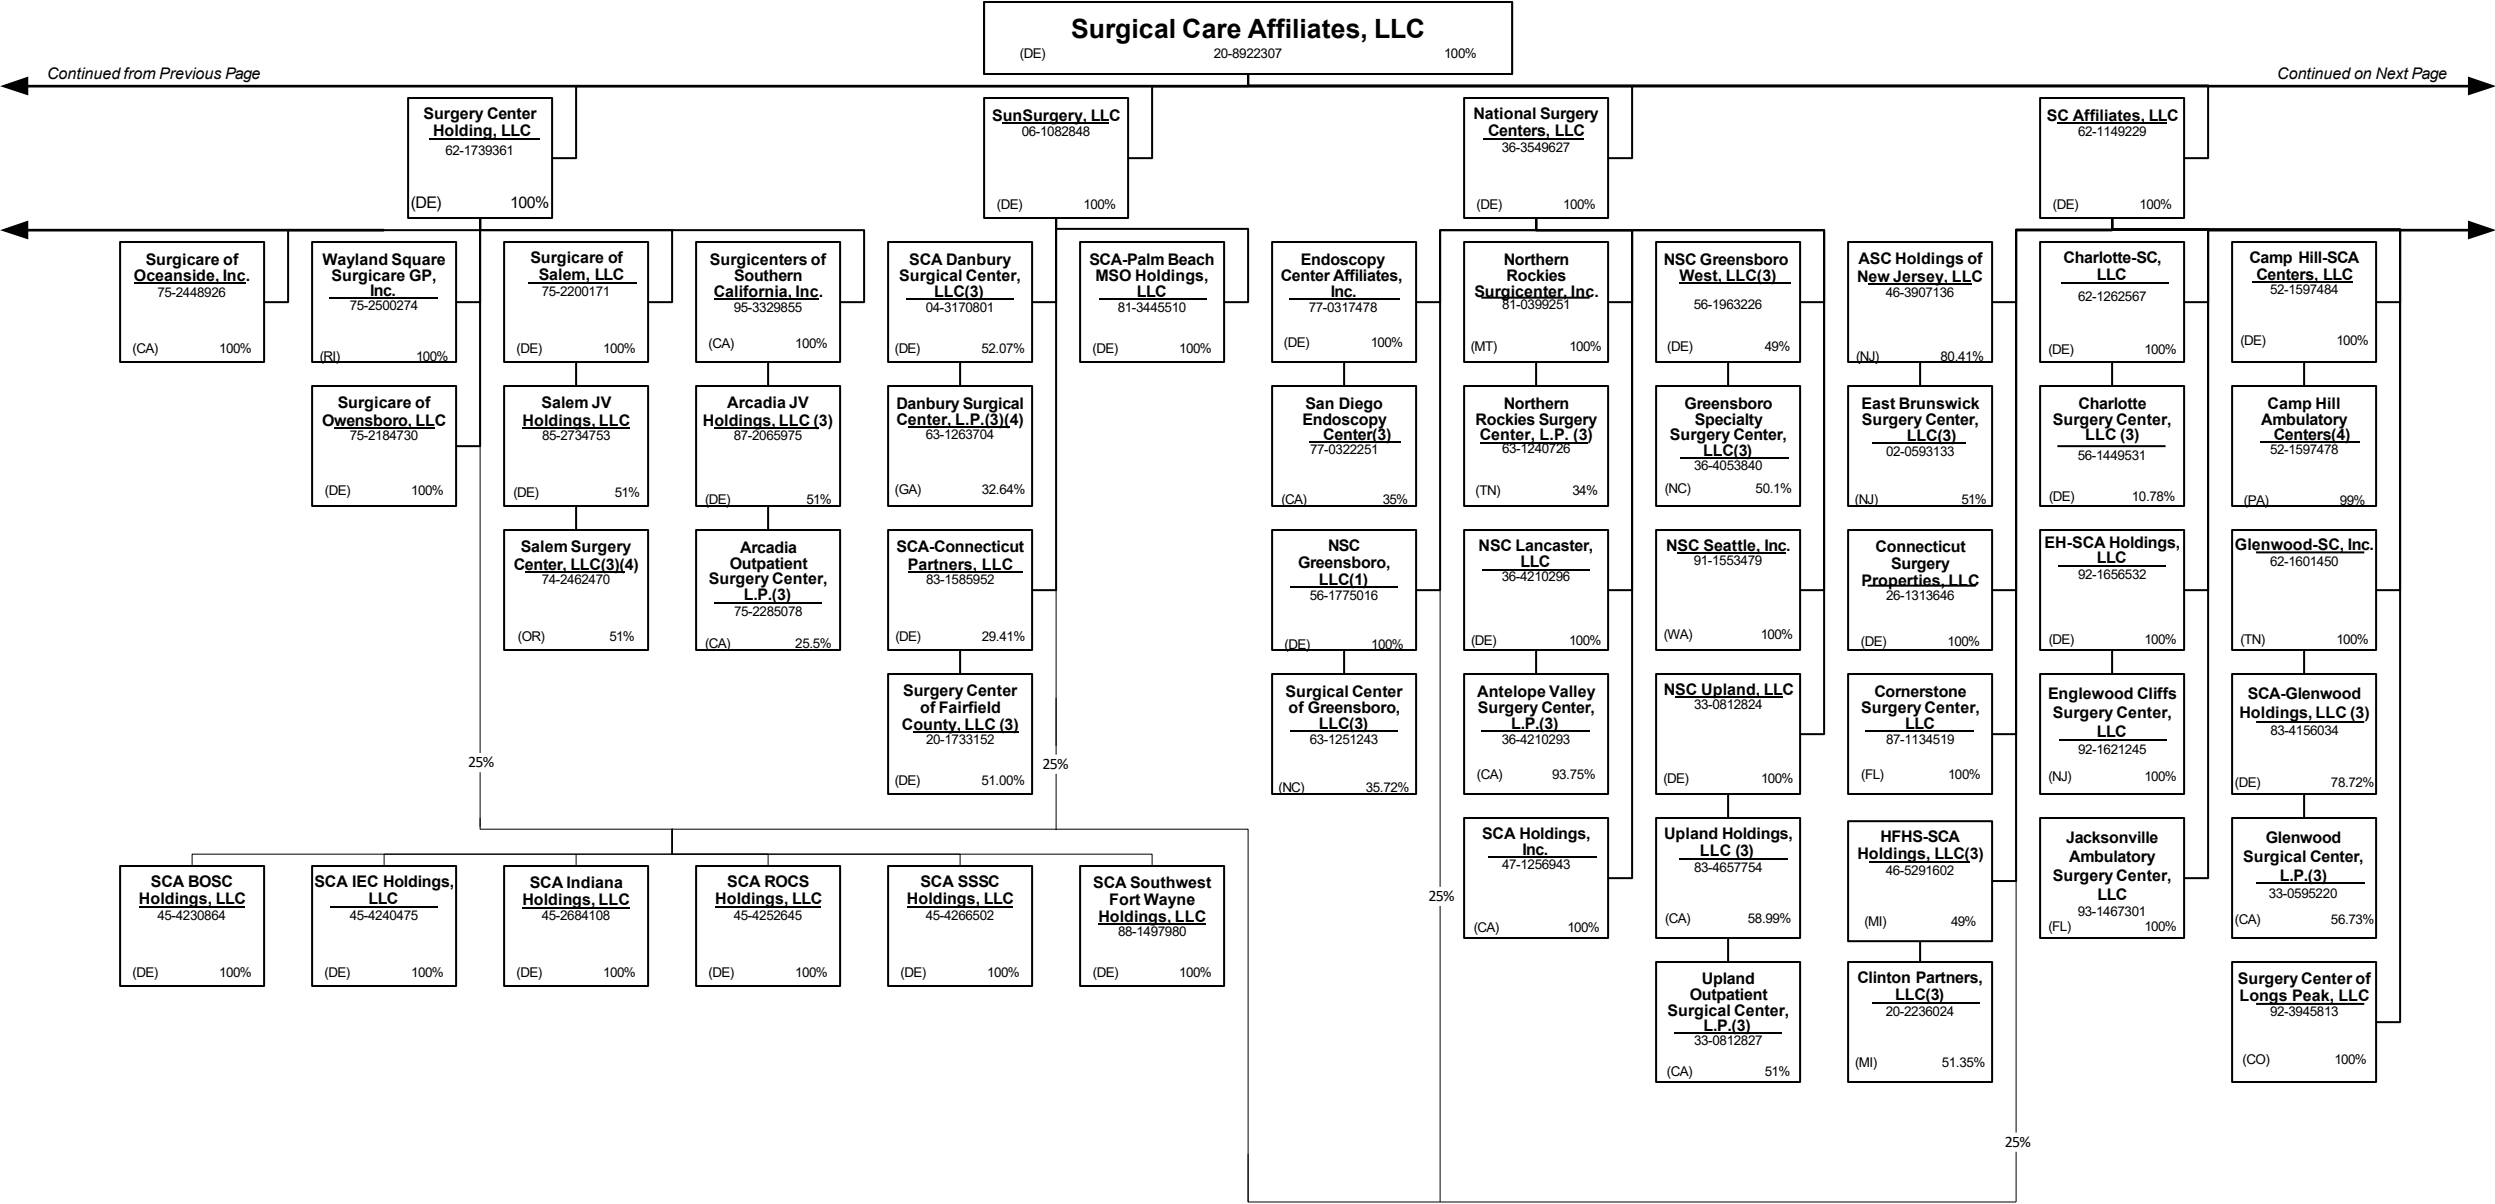 Surgical Care Affiliates, LLC
(DE) 20-8922307 100%
Continued from Previous Page
Continued on Next Page
Surgery Center
Holding, LLC
62-1739361
(DE) 100%
SunSurgery, LLC
06-1082848
(DE) 100%
National Surgery
Centers, LLC
36-3549627
(DE) 100%
SC Affiliates, LLC
62-1149229
(DE) 100%
Surgicare of
Oceanside, Inc.
75-2448926
(CA) 100%
Wayland Square
Surgicare GP,
Inc.
75-2500274
(RI) 100%
Surgicare of
Salem, LLC
75-2200171
(DE) 100%
Surgicenters of
Southern
California, Inc.
95-3329855
(CA) 100%
SCA Danbury
Surgical Center,
LLC(3)
04-3170801
(DE) 52.07%
SCA-Palm Beach
MSO Holdings,
LLC
81-3445510
(DE) 100%
Endoscopy
Center Affiliates,
Inc.
77-0317478
(DE) 100%
Northern
Rockies
Surgicenter, Inc.
81-0399251
(MT) 100%
NSC Greensboro
West, LLC(3)
56-1963226
(DE) 49%
ASC Holdings of
New Jersey, LLC
46-3907136
(NJ) 80.41%
Charlotte-SC,
LLC
62-1262567
(DE) 100%
Camp Hill-SCA
Centers, LLC
52-1597484
(DE) 100%
Surgicare of
Owensboro, LLC
75-2184730
(DE) 100%
Salem JV
Holdings, LLC
85-2734753
(DE) 51%
Arcadia JV
Holdings, LLC (3)
87-2065975
(DE) 51%
Danbury Surgical
Center, L.P.(3)(4)
63-1263704
(GA) 32.64%
San Diego
Endoscopy
Center(3)
77-0322251
(CA) 35%
Northern
Rockies Surgery
Center, L.P. (3)
63-1240726
(TN) 34%
Greensboro
Specialty
Surgery Center,
LLC(3)
36-4053840
(NC) 50.1%
East Brunswick
Surgery Center,
LLC(3)
02-0593133
(NJ) 51%
Charlotte
Surgery Center,
LLC (3)
56-1449531
(DE) 10.78%
Camp Hill
Ambulatory
Centers(4)
52-1597478
(PA) 99%
Salem Surgery
Center, LLC(3)(4)
74-2462470
(OR) 51%
Arcadia
Outpatient
Surgery Center,
L.P.(3)
75-2285078
(CA) 25.5%
SCA-Connecticut
Partners, LLC
83-1585952
(DE) 29.41%
NSC
Greensboro,
LLC(1)
56-1775016
(DE) 100%
NSC Lancaster,
LLC
36-4210296
(DE) 100%
NSC Seattle, Inc.
91-1553479
(WA) 100%
Connecticut
Surgery
Properties, LLC
26-1313646
(DE) 100%
EH-SCA Holdings,
LLC
92-1656532
(DE) 100%
Glenwood-SC, Inc.
62-1601450
(TN) 100%
Surgery Center
of Fairfield
County, LLC (3)
20-1733152
(DE) 51.00%
Surgical Center
of Greensboro,
LLC(3)
63-1251243
(NC) 35.72%
Antelope Valley
Surgery Center,
L.P.(3)
36-4210293
(CA) 93.75%
NSC Upland, LLC
33-0812824
(DE) 100%
Cornerstone
Surgery Center,
LLC
87-1134519
(FL) 100%
Englewood Cliffs
Surgery Center,
LLC
92-1621245
(NJ) 100%
SCA-Glenwood
Holdings, LLC (3)
83-4156034
(DE) 78.72%
25%
25%
SCA Holdings,
Inc.
47-1256943
(CA) 100%
Upland Holdings,
LLC (3)
83-4657754
(CA) 58.99%
HFHS-SCA
Holdings, LLC(3)
46-5291602
(MI) 49%
Jacksonville
Ambulatory
Surgery Center,
LLC
93-1467301
(FL) 100%
Glenwood
Surgical Center,
L.P.(3)
33-0595220
(CA) 56.73%
SCA BOSC
Holdings, LLC
45-4230864
(DE) 100%
SCA IEC Holdings,
LLC
45-4240475
(DE) 100%
SCA Indiana
Holdings, LLC
45-2684108
(DE) 100%
SCA ROCS
Holdings, LLC
45-4252645
(DE) 100%
SCA SSSC
Holdings, LLC
45-4266502
(DE) 100%
SCA Southwest
Fort Wayne
Holdings, LLC
88-1497980
(DE) 100%
25%
Upland
Outpatient
Surgical Center,
L.P.(3)
33-0812827
(CA) 51%
Clinton Partners,
LLC(3)
20-2236024
(MI) 51.35%
Surgery Center of
Longs Peak, LLC
92-3945813
(CO) 100%
25%